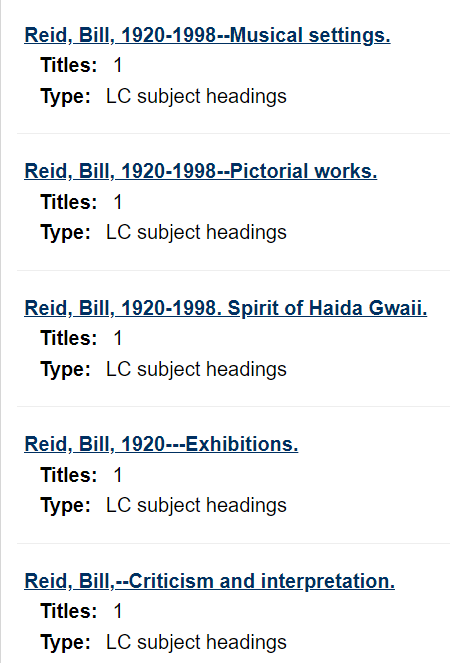 Reid, Bill, 1920-1998--Musical settings.
Titles: 1
Type: LC subject headings
Reid, Bill, 1920-1998--Pictorial works.
Titles: 1
Type: LC subject headings
Reid, Bill, 1920-1998. Spirit of Haida Gwaii.
Titles: 1
Type: LC subject headings
Reid, Bill, 1920---Exhibitions.
Titles: 1
Type: LC subject headings
Reid, Bill,--Criticism and interpretation.
Titles: 1
Type: LC subject headings